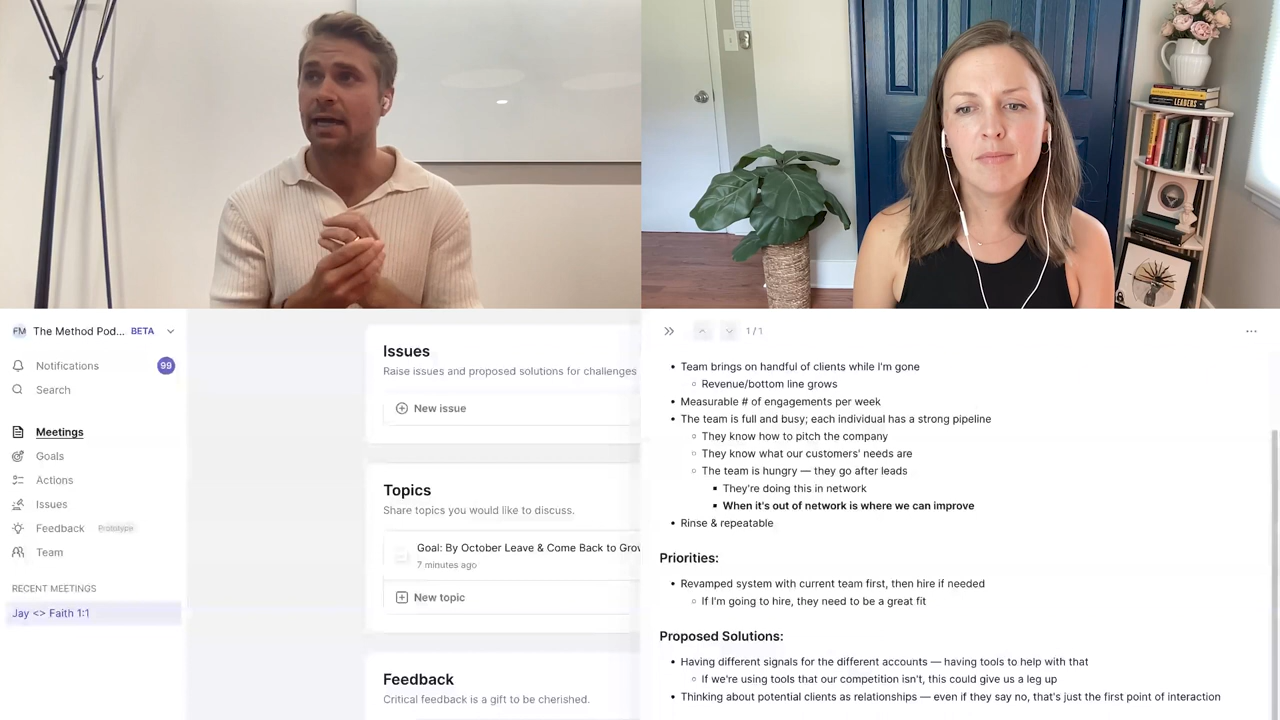 LEADERS
FM The Method Pod... BETA
Notifications 99
Search
Meetings
Goals
Actions
Issues
Feedback Prototype
Team
RECENT MEETINGS
Jay <> Faith 1:1
Issues
Raise issues and proposed solutions for challenges
New issue
Topics
Share topics you would like to discuss.
Goal: By October Leave & Come Back to Grow
7 minutes ago
New topic
Feedback
Critical feedback is a gift to be cherished.
1 / 1
• Team brings on handful of clients while I'm gone
◦ Revenue/bottom line grows
• Measurable # of engagements per week
• The team is full and busy; each individual has a strong pipeline
◦ They know how to pitch the company
◦ They know what our customers' needs are
◦ The team is hungry — they go after leads
▪ They're doing this in network
▪ When it's out of network is where we can improve
• Rinse & repeatable
Priorities:
• Revamped system with current team first, then hire if needed
◦ If I'm going to hire, they need to be a great fit
Proposed Solutions:
• Having different signals for the different accounts — having tools to help with that
◦ If we're using tools that our competition isn't, this could give us a leg up
• Thinking about potential clients as relationships — even if they say no, that's just the first point of interaction